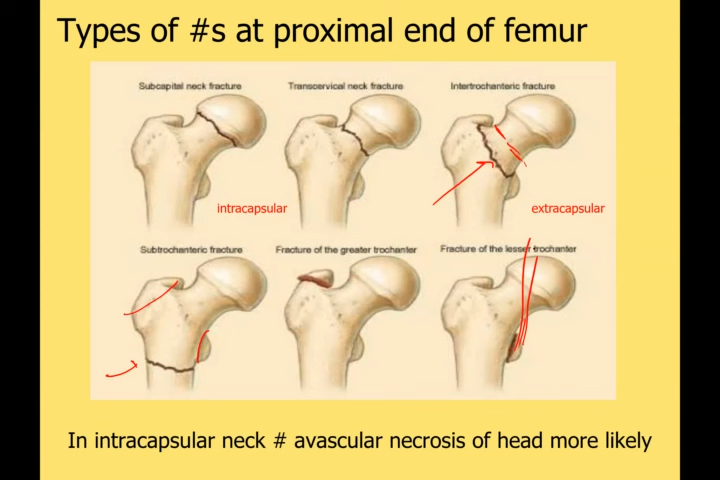 Types of #s at proximal end of femur
Subcapital neck fracture
Transcervical neck fracture
Intertrochanteric fracture
intracapsular
extracapsular
Subtrochanteric fracture
Fracture of the greater trochanter
Fracture of the lesser trochanter
In intracapsular neck # avascular necrosis of head more likely